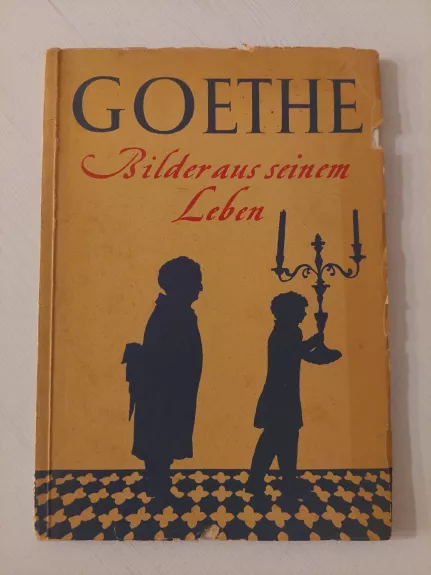 GOETHE
Bilder aus seinem
Leben